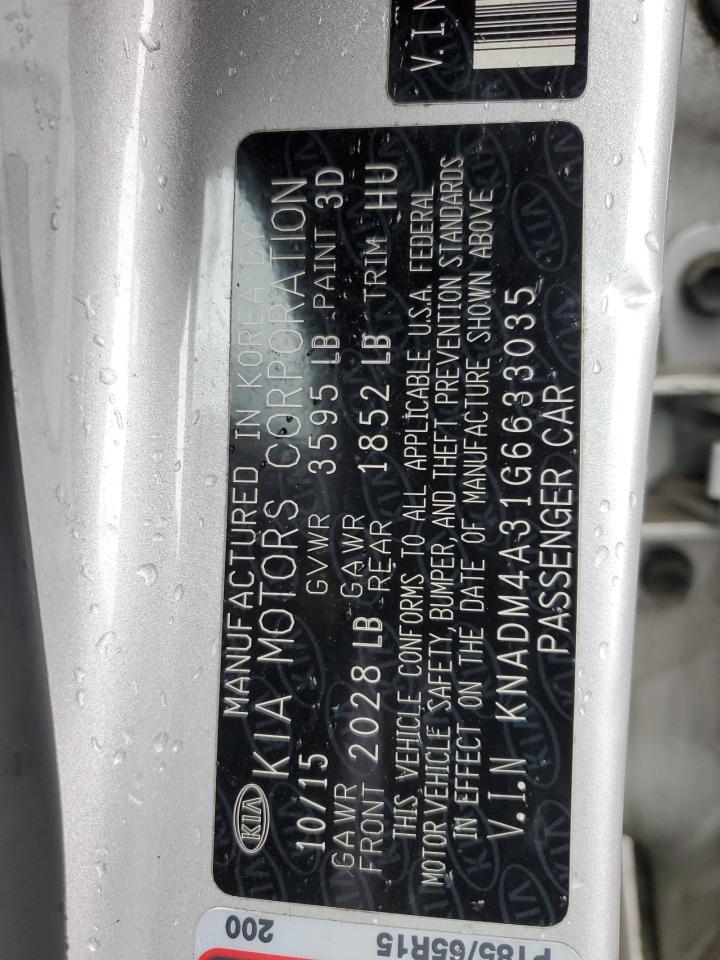 V.I.N
MANUFACTURED IN KOREA BY
KIA KIA MOTORS CORPORATION
10/15 GVWR 3595 LB PAINT 3D
GAWR FRONT 2028 LB GAWR REAR 1852 LB TRIM HU
THIS VEHICLE CONFORMS TO ALL APPLICABLE U.S.A. FEDERAL
MOTOR VEHICLE SAFETY, BUMPER, AND THEFT PREVENTION STANDARDS
IN EFFECT ON THE DATE OF MANUFACTURE SHOWN ABOVE
V.I.N KNADM4A31G6633035
PASSENGER CAR
P185/65R15
200